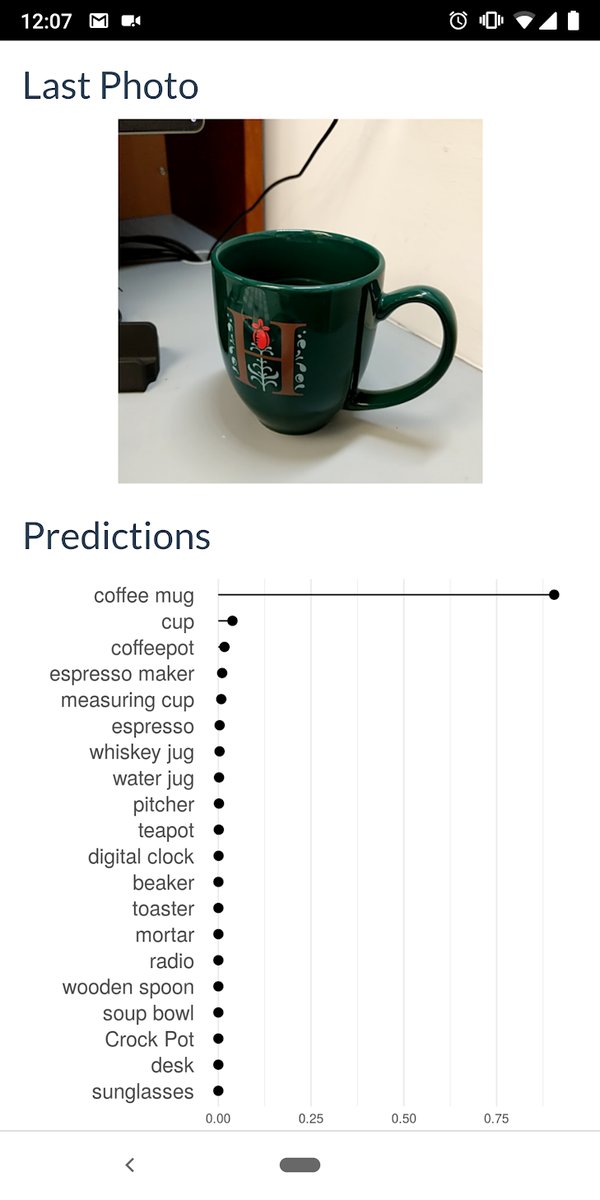 12:07
Last Photo
H
Predictions
coffee mug
cup
coffeepot
espresso maker
measuring cup
espresso
whiskey jug
water jug
pitcher
teapot
digital clock
beaker
toaster
mortar
radio
wooden spoon
soup bowl
Crock Pot
desk
sunglasses
0.00 0.25 0.50 0.75